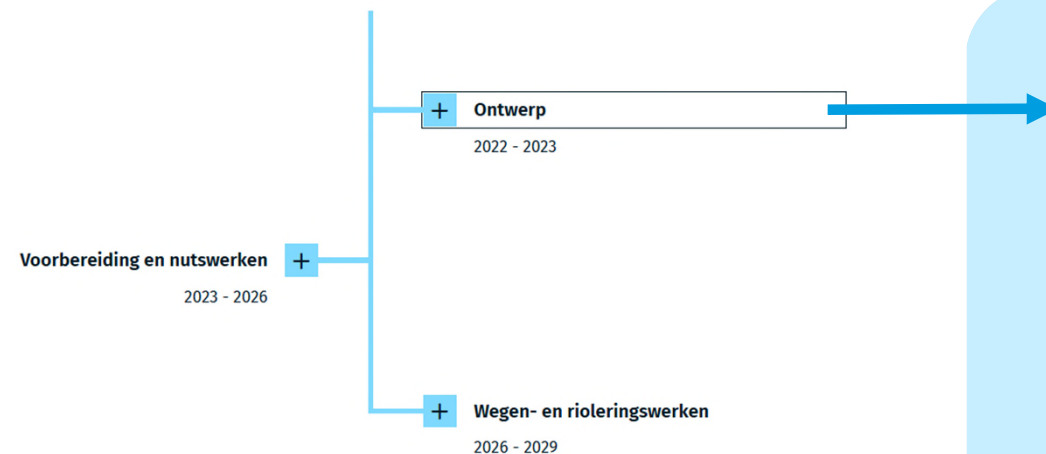 + Ontwerp
2022 - 2023
Voorbereiding en nutswerken +
2023 - 2026
+ Wegen- en rioleringswerken
2026 - 2029